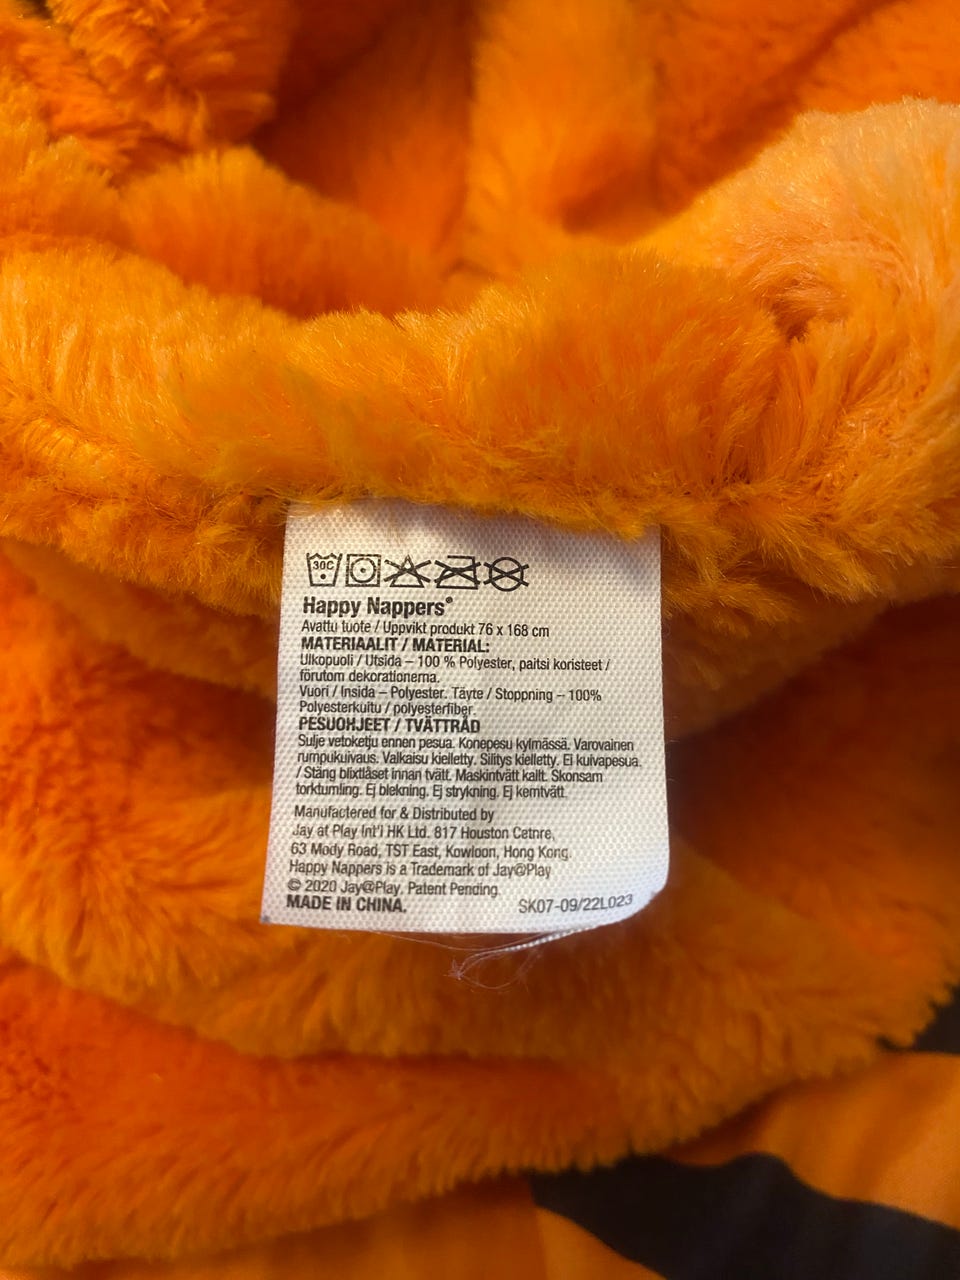 30C
Happy Nappers®
Avattu tuote / Uppvikt produkt 76 x 168 cm
MATERIAALIT / MATERIAL:
Ulkopuoli / Utsida – 100 % Polyester, paitsi koristeet /
förutom dekorationerna.
Vuori / Insida – Polyester. Täyte / Stoppning – 100%
Polyesterkuitu / polyesterfiber.
PESUOHJEET / TVÄTTRÅD
Sulje vetoketju ennen pesua. Konepesu kylmässä. Varovainen
rumpukuivaus. Valkaisu kielletty. Silitys kielletty. Ei kuivapesua.
/ Stäng blixtlåset innan tvätt. Maskintvätt kallt. Skonsam
torktumling. Ej blekning. Ej strykning. Ej kemtvätt.
Manufactured for & Distributed by
Jay at Play Int'l HK Ltd. 817 Houston Cetnre,
63 Mody Road, TST East, Kowloon, Hong Kong.
Happy Nappers is a Trademark of Jay@Play
© 2020 Jay@Play, Patent Pending.
MADE IN CHINA. SK07-09/22L023